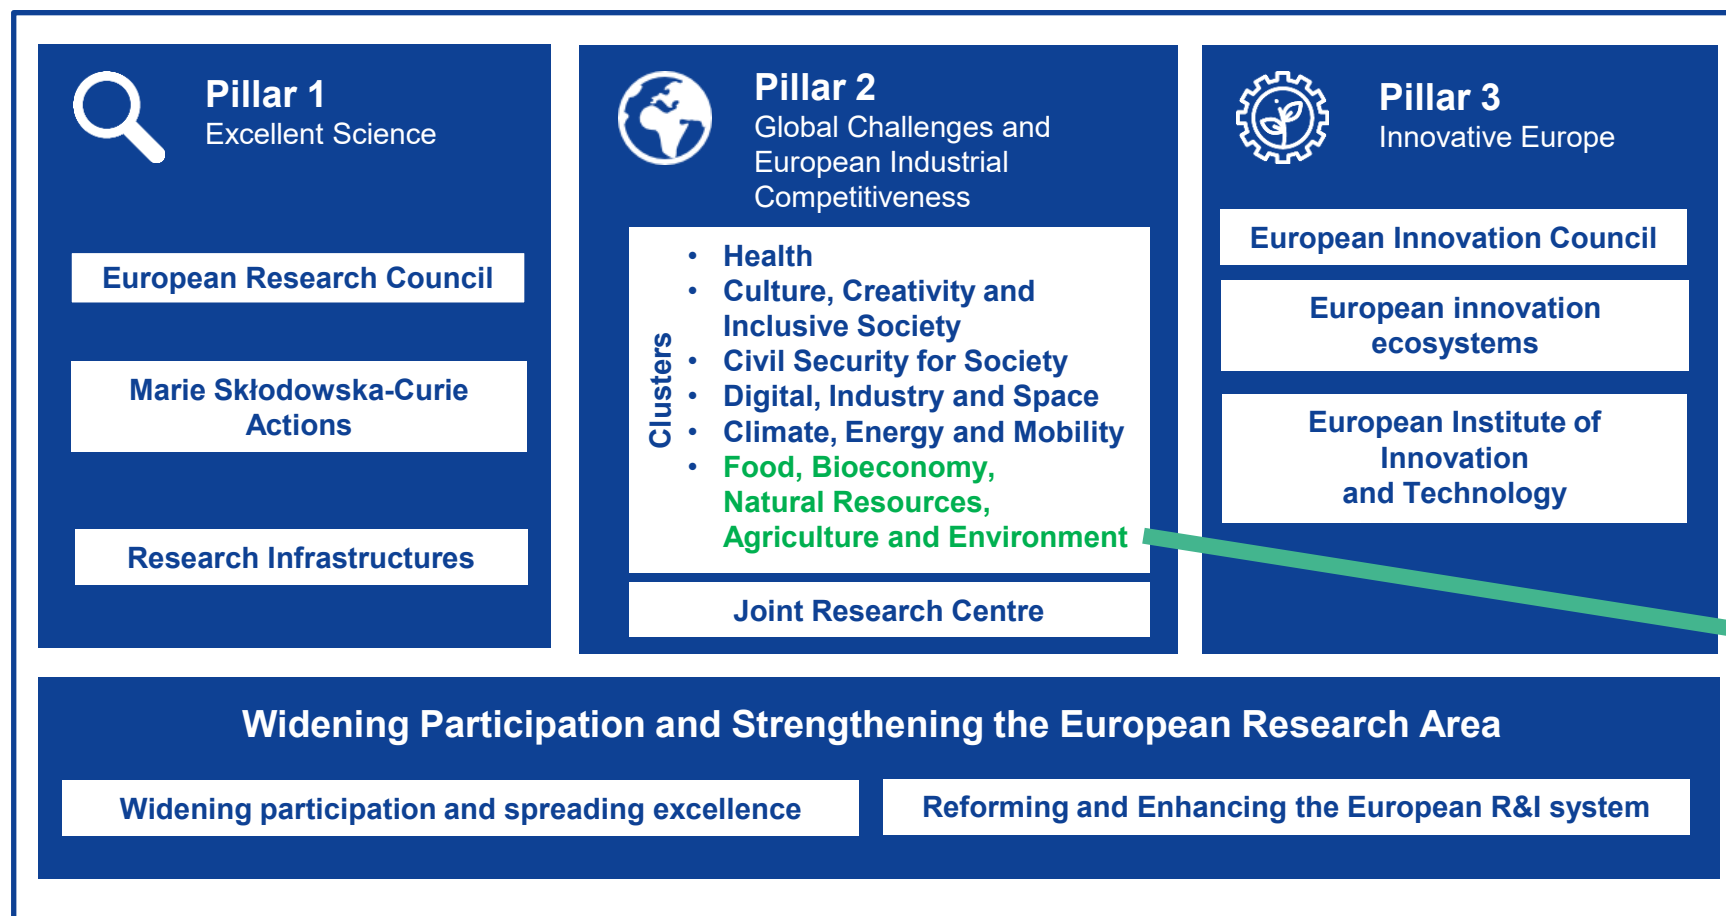 Pillar 1
Excellent Science
European Research Council
Marie Skłodowska-Curie
Actions
Research Infrastructures
Pillar 2
Global Challenges and
European Industrial
Competitiveness
Clusters
• Health
• Culture, Creativity and
Inclusive Society
• Civil Security for Society
• Digital, Industry and Space
• Climate, Energy and Mobility
• Food, Bioeconomy,
Natural Resources,
Agriculture and Environment
Joint Research Centre
Pillar 3
Innovative Europe
European Innovation Council
European innovation
ecosystems
European Institute of
Innovation
and Technology
Widening Participation and Strengthening the European Research Area
Widening participation and spreading excellence
Reforming and Enhancing the European R&I system